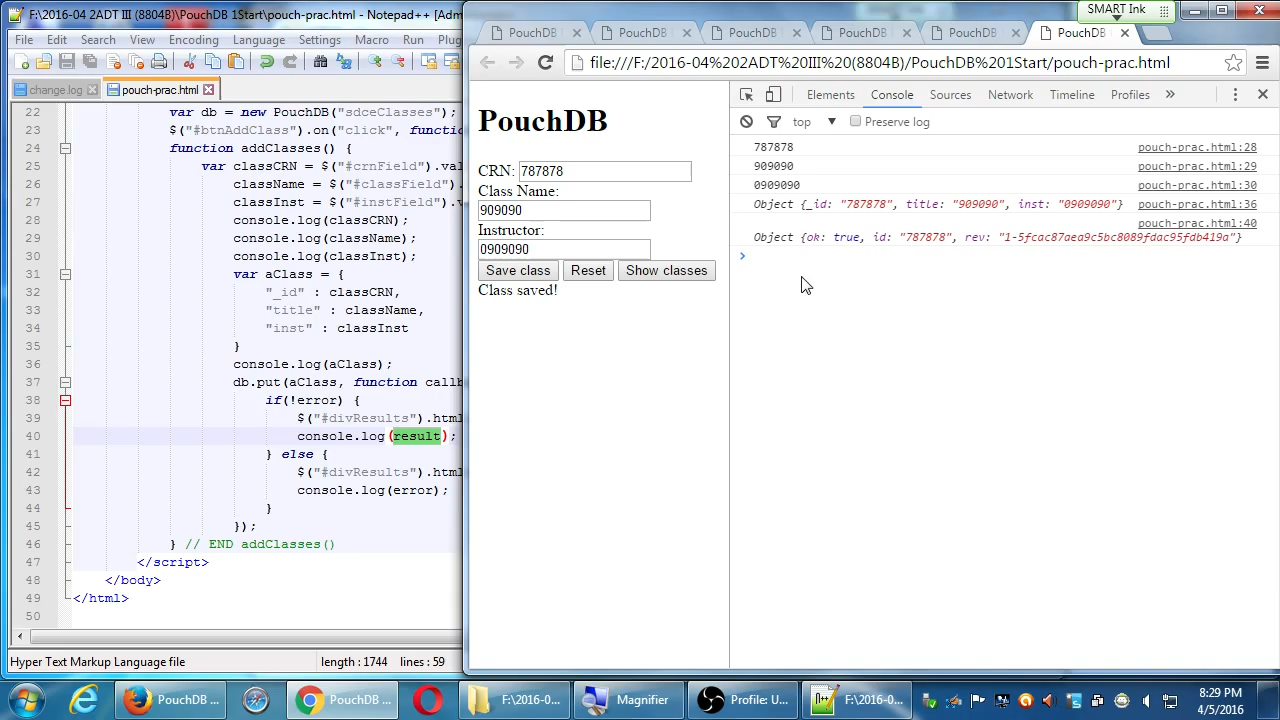 F:\2016-04 2ADT III (8804B)\PouchDB 1Start\pouch-prac.html - Notepad++ [Adm
File Edit Search View Encoding Language Settings Macro Run Plug
change.log
pouch-prac.html
22 var db = new PouchDB("sdceClasses");
23 $("#btnAddClass").on("click", functi
24 function addClasses() {
25 var classCRN = $("#crnField").val
26 className = $("#classField").
27 classInst = $("#instField").v
28 console.log(classCRN);
29 console.log(className);
30 console.log(classInst);
31 var aClass = {
32 "_id" : classCRN,
33 "title" : className,
34 "inst" : classInst
35 }
36 console.log(aClass);
37 db.put(aClass, function callb
38 if(!error) {
39 $("#divResults").html
40 console.log(result);
41 } else {
42 $("#divResults").html
43 console.log(error);
44 }
45 });
46 } // END addClasses()
47 </script>
48 </body>
49 </html>
50
Hyper Text Markup Language file length : 1744 lines : 59
SMART Ink
PouchDB PouchDB PouchDB PouchDB PouchDB PouchDB
file:///F:/2016-04%202ADT%20III%20(8804B)/PouchDB%201Start/pouch-prac.html
PouchDB
CRN: 787878
Class Name:
909090
Instructor:
0909090
Save class Reset Show classes
Class saved!
Elements Console Sources Network Timeline Profiles »
top Preserve log
787878 pouch-prac.html:28
909090 pouch-prac.html:29
0909090 pouch-prac.html:30
Object {_id: "787878", title: "909090", inst: "0909090"} pouch-prac.html:36
pouch-prac.html:40
Object {ok: true, id: "787878", rev: "1-5fcac87aea9c5bc8089fdac95fdb419a"}
PouchDB ... PouchDB ... F:\2016-0... Magnifier Profile: U... F:\2016-0...
8:29 PM
4/5/2016